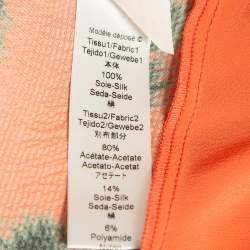 Modèle déposé ©
Tissu1/Fabric1
Tejido1/Gewebe1
本体
100%
Soie-Silk
Seda-Seide
絹
Tissu2/Fabric2
Tejido2/Gewebe2
別布部分
80%
Acétate-Acetate
Acetato-Acetat
アセテート
14%
Soie-Silk
Seda-Seide
絹
6%
Polyamide